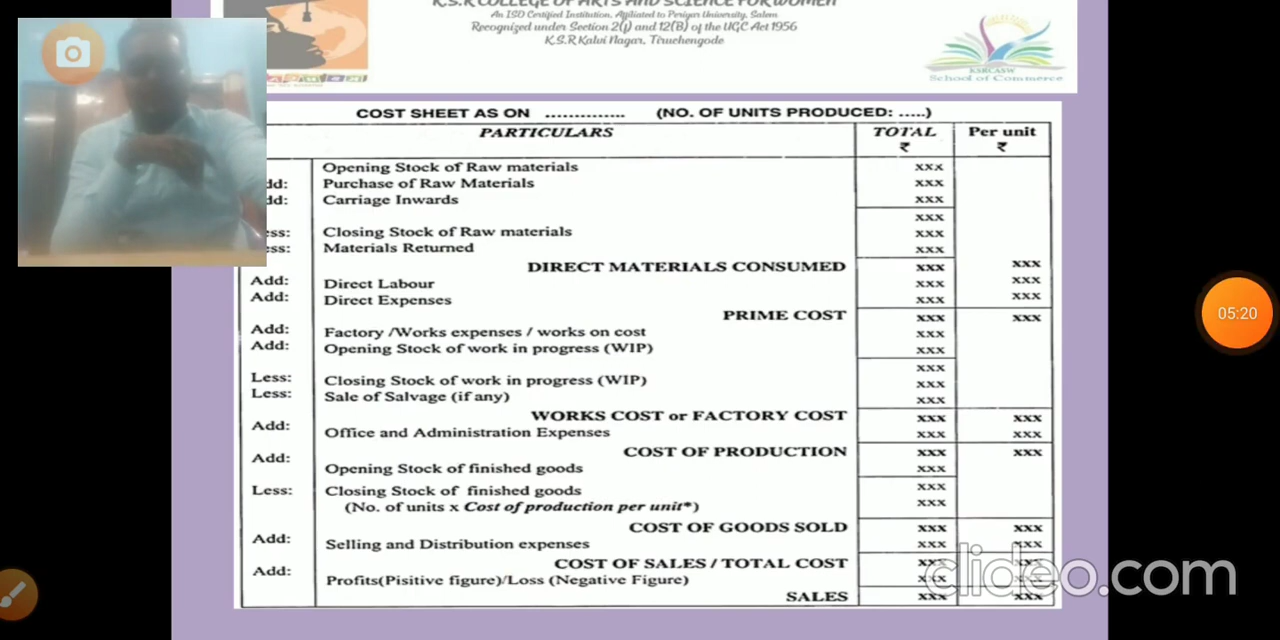 K.S.R COLLEGE OF ARTS AND SCIENCE FOR WOMEN
An ISO Certified Institution, Affiliated to Periyar University, Salem
Recognized under Section 2(f) and 12(B) of the UGC Act 1956
K.S.R Kalvi Nagar, Tiruchengode
KSRCASW
School of Commerce
COST SHEET AS ON .............. (NO. OF UNITS PRODUCED: .....)
PARTICULARS TOTAL ₹ Per unit ₹
Opening Stock of Raw materials xxx
dd: Purchase of Raw Materials xxx
dd: Carriage Inwards xxx
xxx
ess: Closing Stock of Raw materials xxx
ess: Materials Returned xxx
DIRECT MATERIALS CONSUMED xxx xxx
Add: Direct Labour xxx xxx
Add: Direct Expenses xxx xxx
PRIME COST xxx xxx
Add: Factory /Works expenses / works on cost xxx
Add: Opening Stock of work in progress (WIP) xxx
xxx
Less: Closing Stock of work in progress (WIP) xxx
Less: Sale of Salvage (if any) xxx
WORKS COST or FACTORY COST xxx xxx
Add: Office and Administration Expenses xxx xxx
COST OF PRODUCTION xxx xxx
Add: Opening Stock of finished goods xxx
xxx
Less: Closing Stock of finished goods
(No. of units x Cost of production per unit*) xxx
COST OF GOODS SOLD xxx xxx
Add: Selling and Distribution expenses xxx xxx
COST OF SALES / TOTAL COST xxx xxx
Add: Profits(Pisitive figure)/Loss (Negative Figure) xxx xxx
SALES xxx xxx
05:20
clideo.com